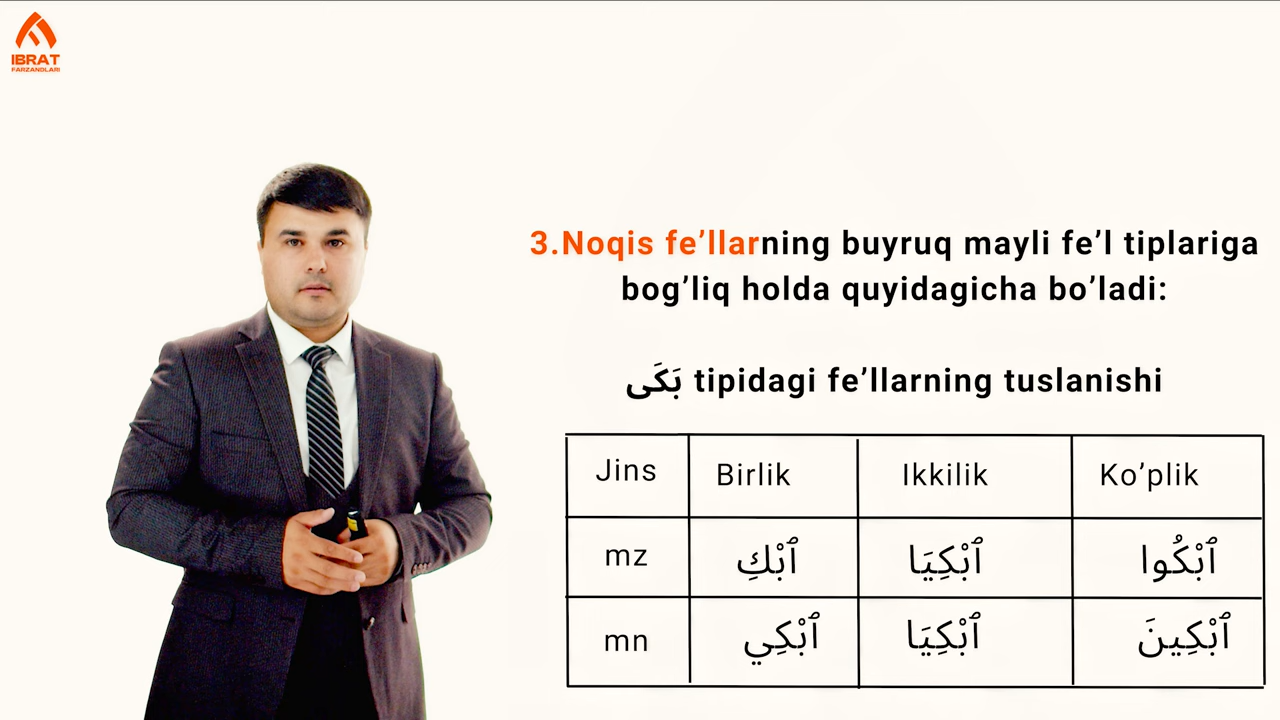 IBRAT
FARZANDLARI
3.Noqis fe’llarning buyruq mayli fe’l tiplariga
bog’liq holda quyidagicha bo’ladi:
بَكَى tipidagi fe’llarning tuslanishi
Jins Birlik Ikkilik Ko’plik
mz ٱبْكِ ٱبْكِيَا ٱبْكُوا
mn ٱبْكِي ٱبْكِيَا ٱبْكِينَ